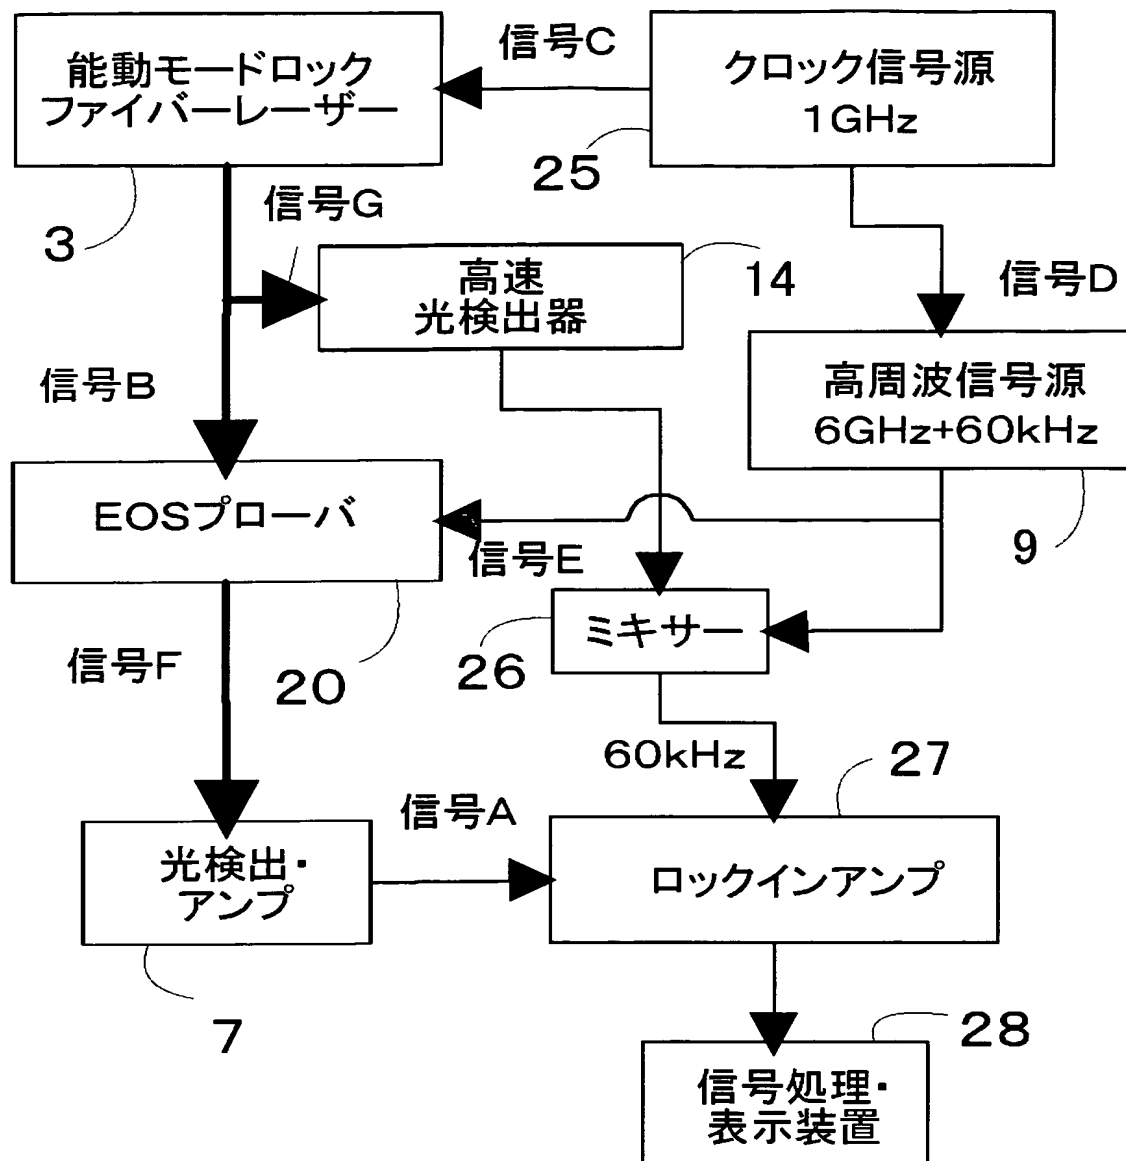 能動モードロック
ファイバーレーザー
信号C
クロック信号源
1GHz
25
3
信号G
高速
光検出器
14
信号D
信号B
高周波信号源
6GHz+60kHz
EOSプローバ
信号E
9
ミキサー
26
信号F
20
60kHz
27
信号A
光検出・
アンプ
ロックインアンプ
7
28
信号処理・
表示装置